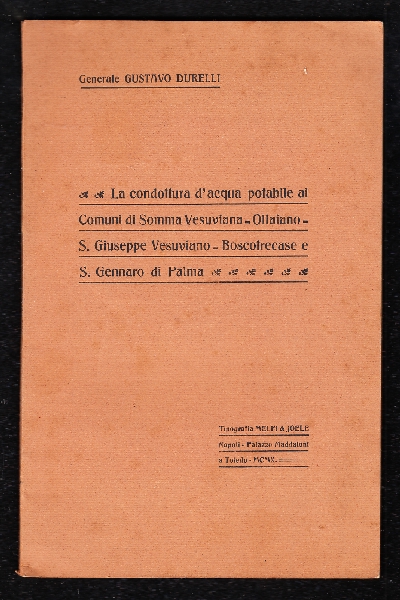 Generale GUSTAVO DURELLI
La condottura d'acqua potabile ai
Comuni di Somma Vesuviana - Ottaiano -
S. Giuseppe Vesuviano - Boscotrecase e
S. Gennaro di Palma
Tipografia MELFI & JOELE
Napoli - Palazzo Maddaloni
a Toledo - MCMX.